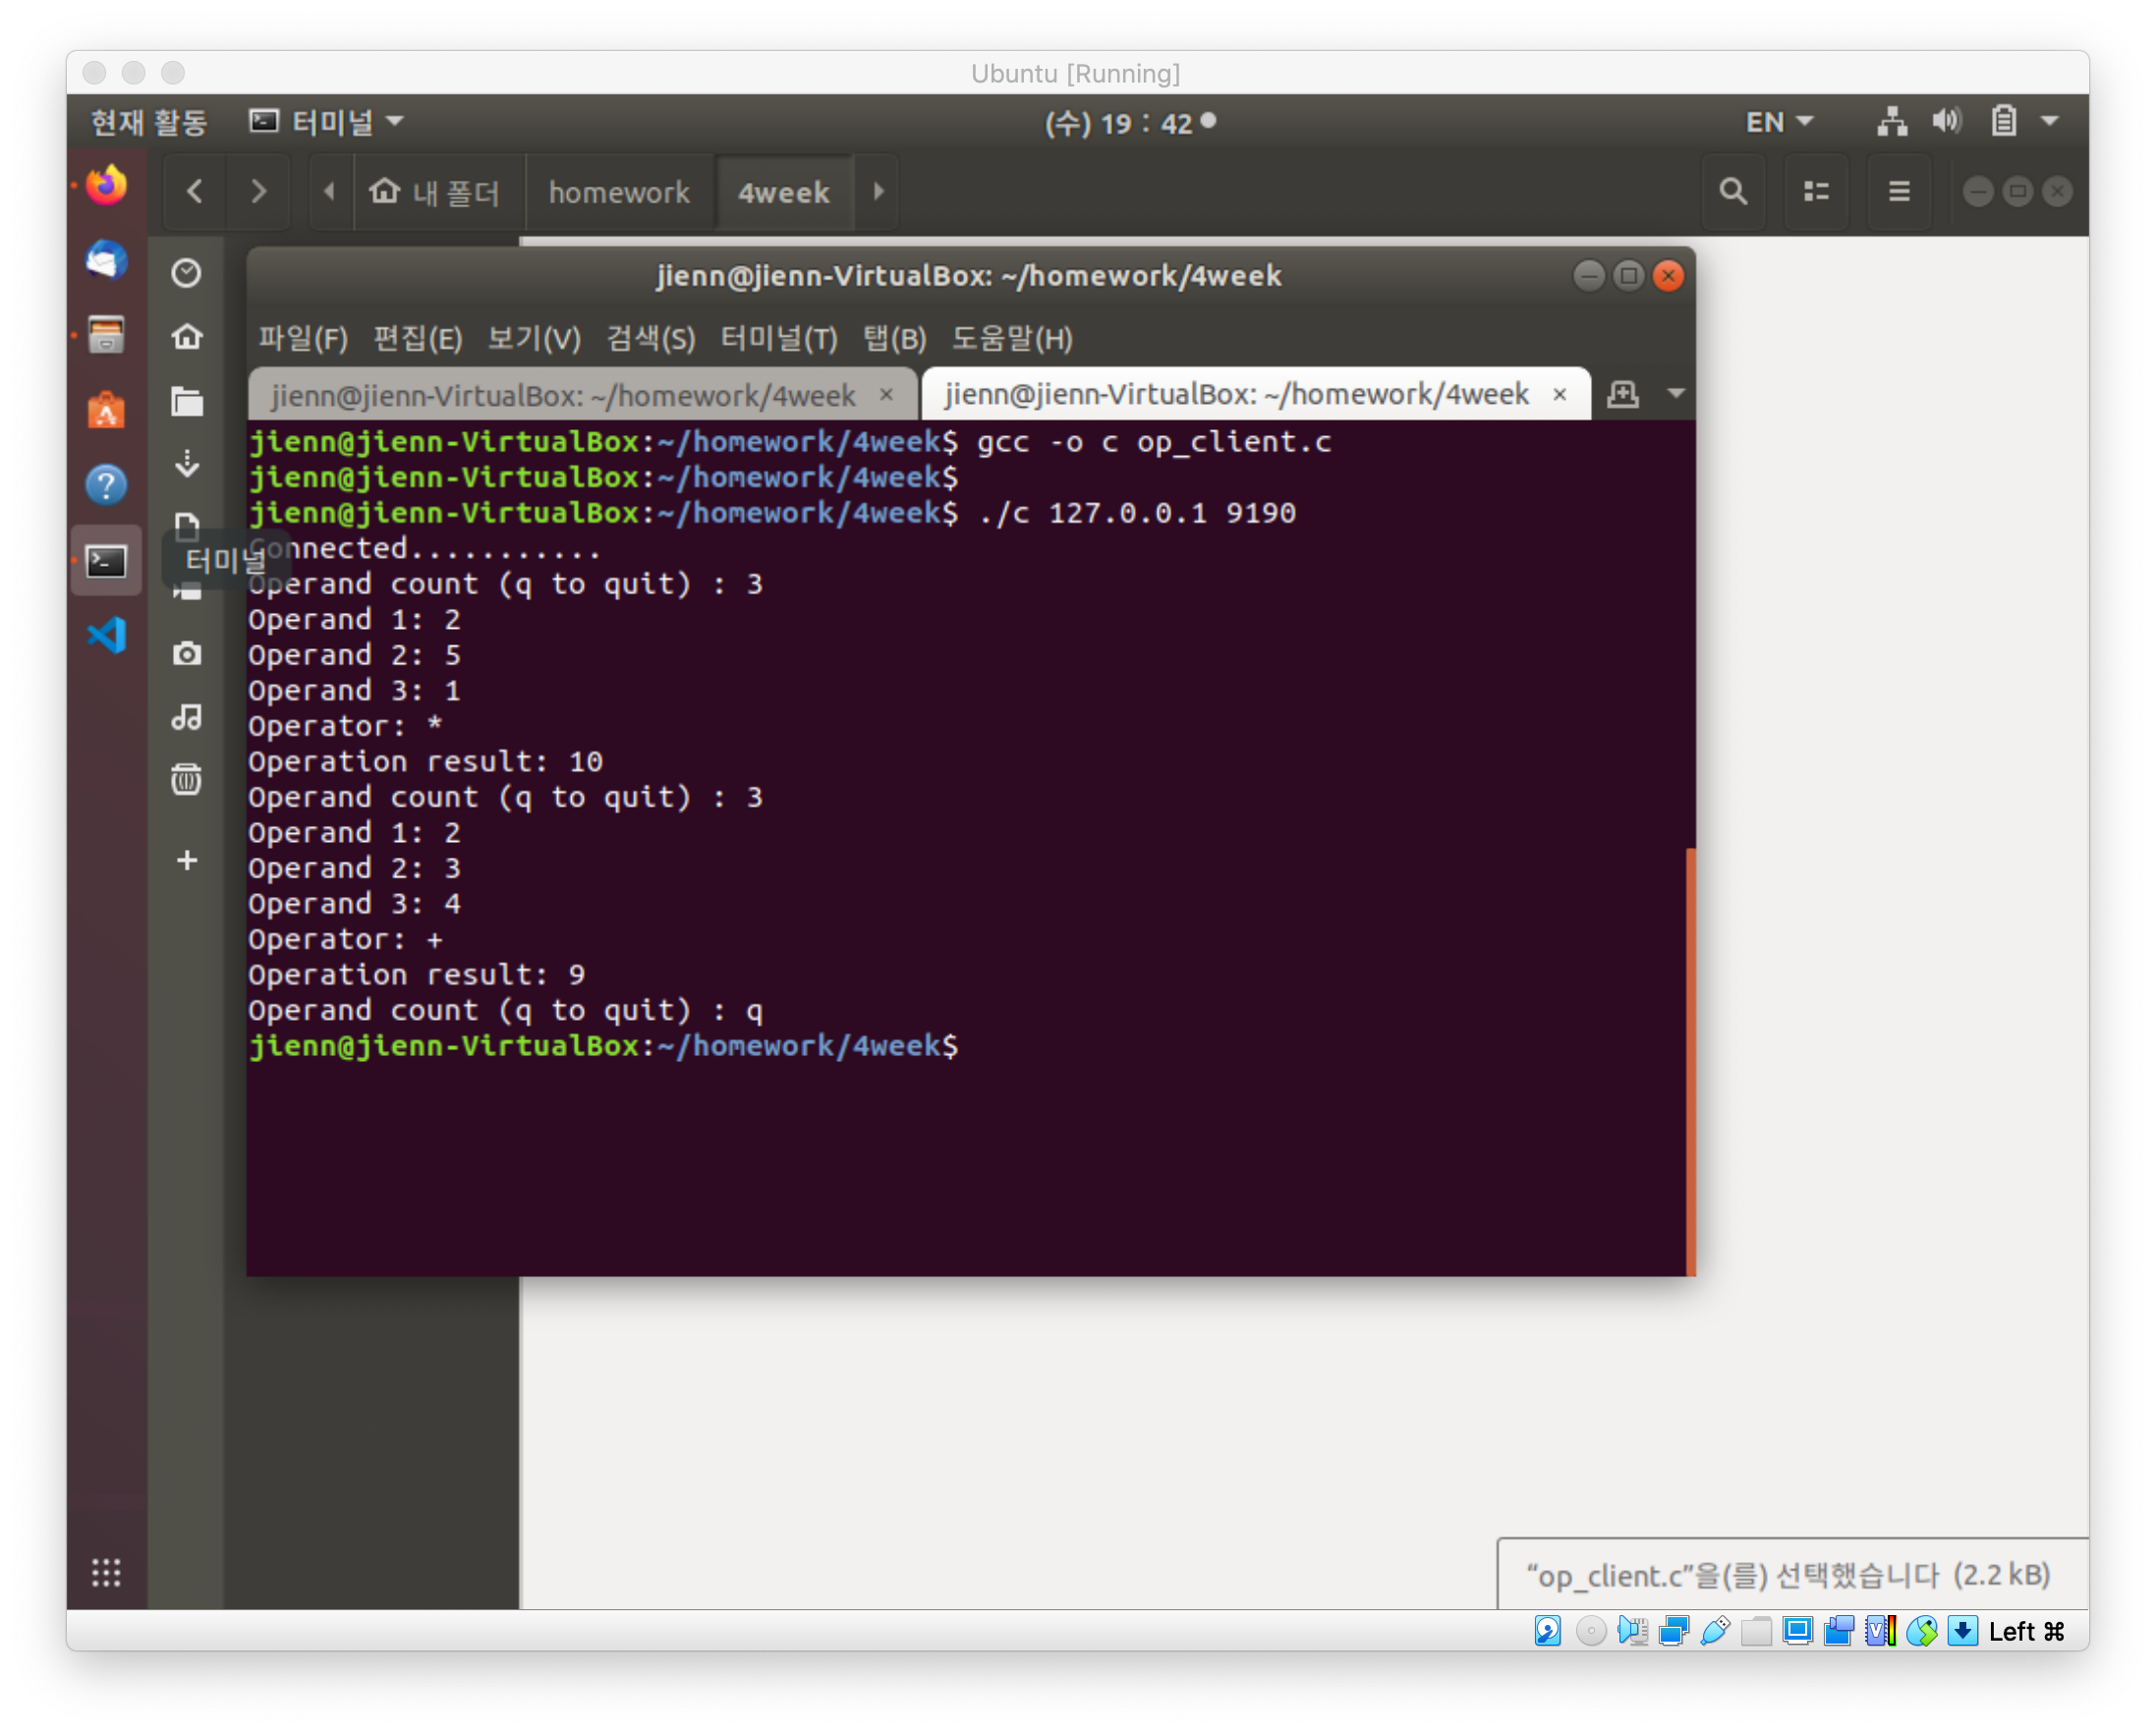 Ubuntu [Running]
현재 활동 터미널 (수) 19 : 42 EN
내 폴더 homework 4week
jienn@jienn-VirtualBox: ~/homework/4week
파일(F) 편집(E) 보기(V) 검색(S) 터미널(T) 탭(B) 도움말(H)
jienn@jienn-VirtualBox: ~/homework/4week × jienn@jienn-VirtualBox: ~/homework/4week ×
jienn@jienn-VirtualBox:~/homework/4week$ gcc -o c op_client.c
jienn@jienn-VirtualBox:~/homework/4week$
jienn@jienn-VirtualBox:~/homework/4week$ ./c 127.0.0.1 9190
Connected...........
터미널
Operand count (q to quit) : 3
Operand 1: 2
Operand 2: 5
Operand 3: 1
Operator: *
Operation result: 10
Operand count (q to quit) : 3
Operand 1: 2
Operand 2: 3
Operand 3: 4
Operator: +
Operation result: 9
Operand count (q to quit) : q
jienn@jienn-VirtualBox:~/homework/4week$
“op_client.c”을(를) 선택했습니다 (2.2 kB)
Left ⌘